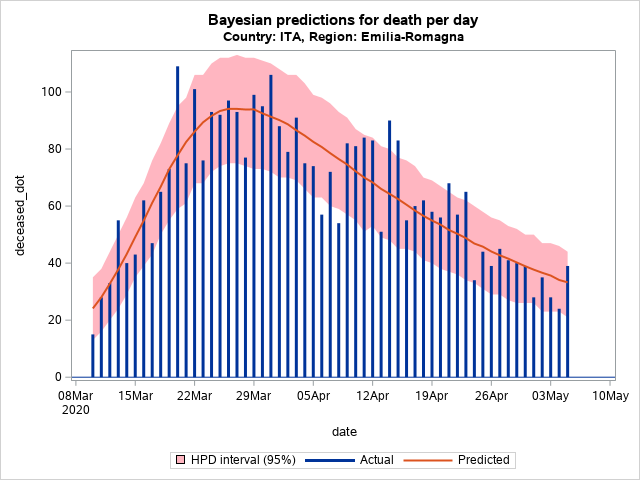 Bayesian predictions for death per day
Country: ITA, Region: Emilia-Romagna
deceased_dot
100
80
60
40
20
0
08Mar 15Mar 22Mar 29Mar 05Apr 12Apr 19Apr 26Apr 03May 10May
2020
date
HPD interval (95%) Actual Predicted